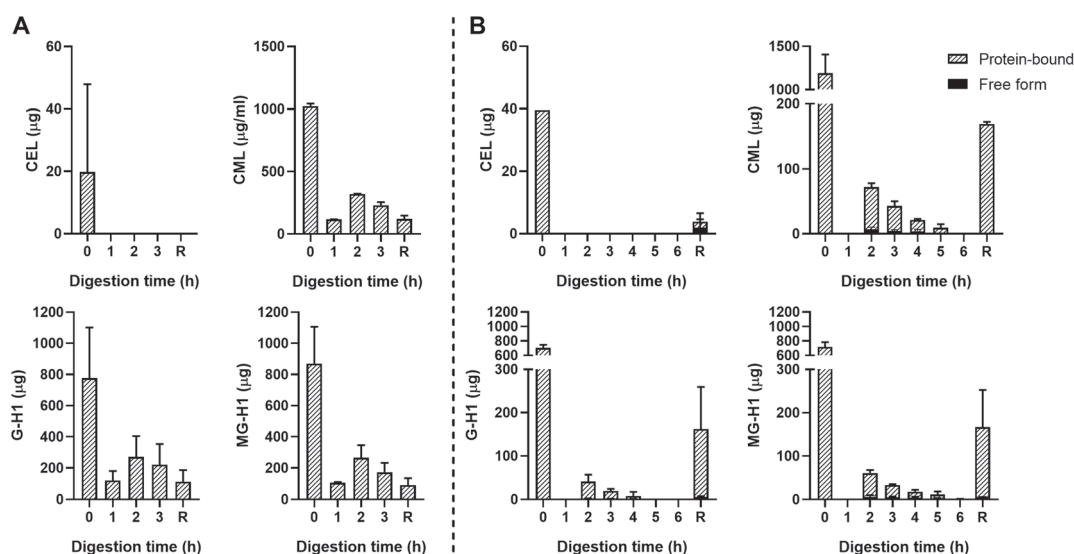 A
CEL (µg)
60
40
20
0
0 1 2 3 R
Digestion time (h)
CML (µg/ml)
1500
1000
500
0
0 1 2 3 R
Digestion time (h)
G-H1 (µg)
1200
1000
800
600
400
200
0
0 1 2 3 R
Digestion time (h)
MG-H1 (µg)
1200
1000
800
600
400
200
0
0 1 2 3 R
Digestion time (h)
B
CEL (µg)
60
40
20
0
0 1 2 3 4 5 6 R
Digestion time (h)
CML (µg)
1500
1000
200
100
0
0 1 2 3 4 5 6 R
Digestion time (h)
Protein-bound
Free form
G-H1 (µg)
1200
1000
800
600
300
200
100
0
0 1 2 3 4 5 6 R
Digestion time (h)
MG-H1 (µg)
1200
1000
800
600
300
200
100
0
0 1 2 3 4 5 6 R
Digestion time (h)